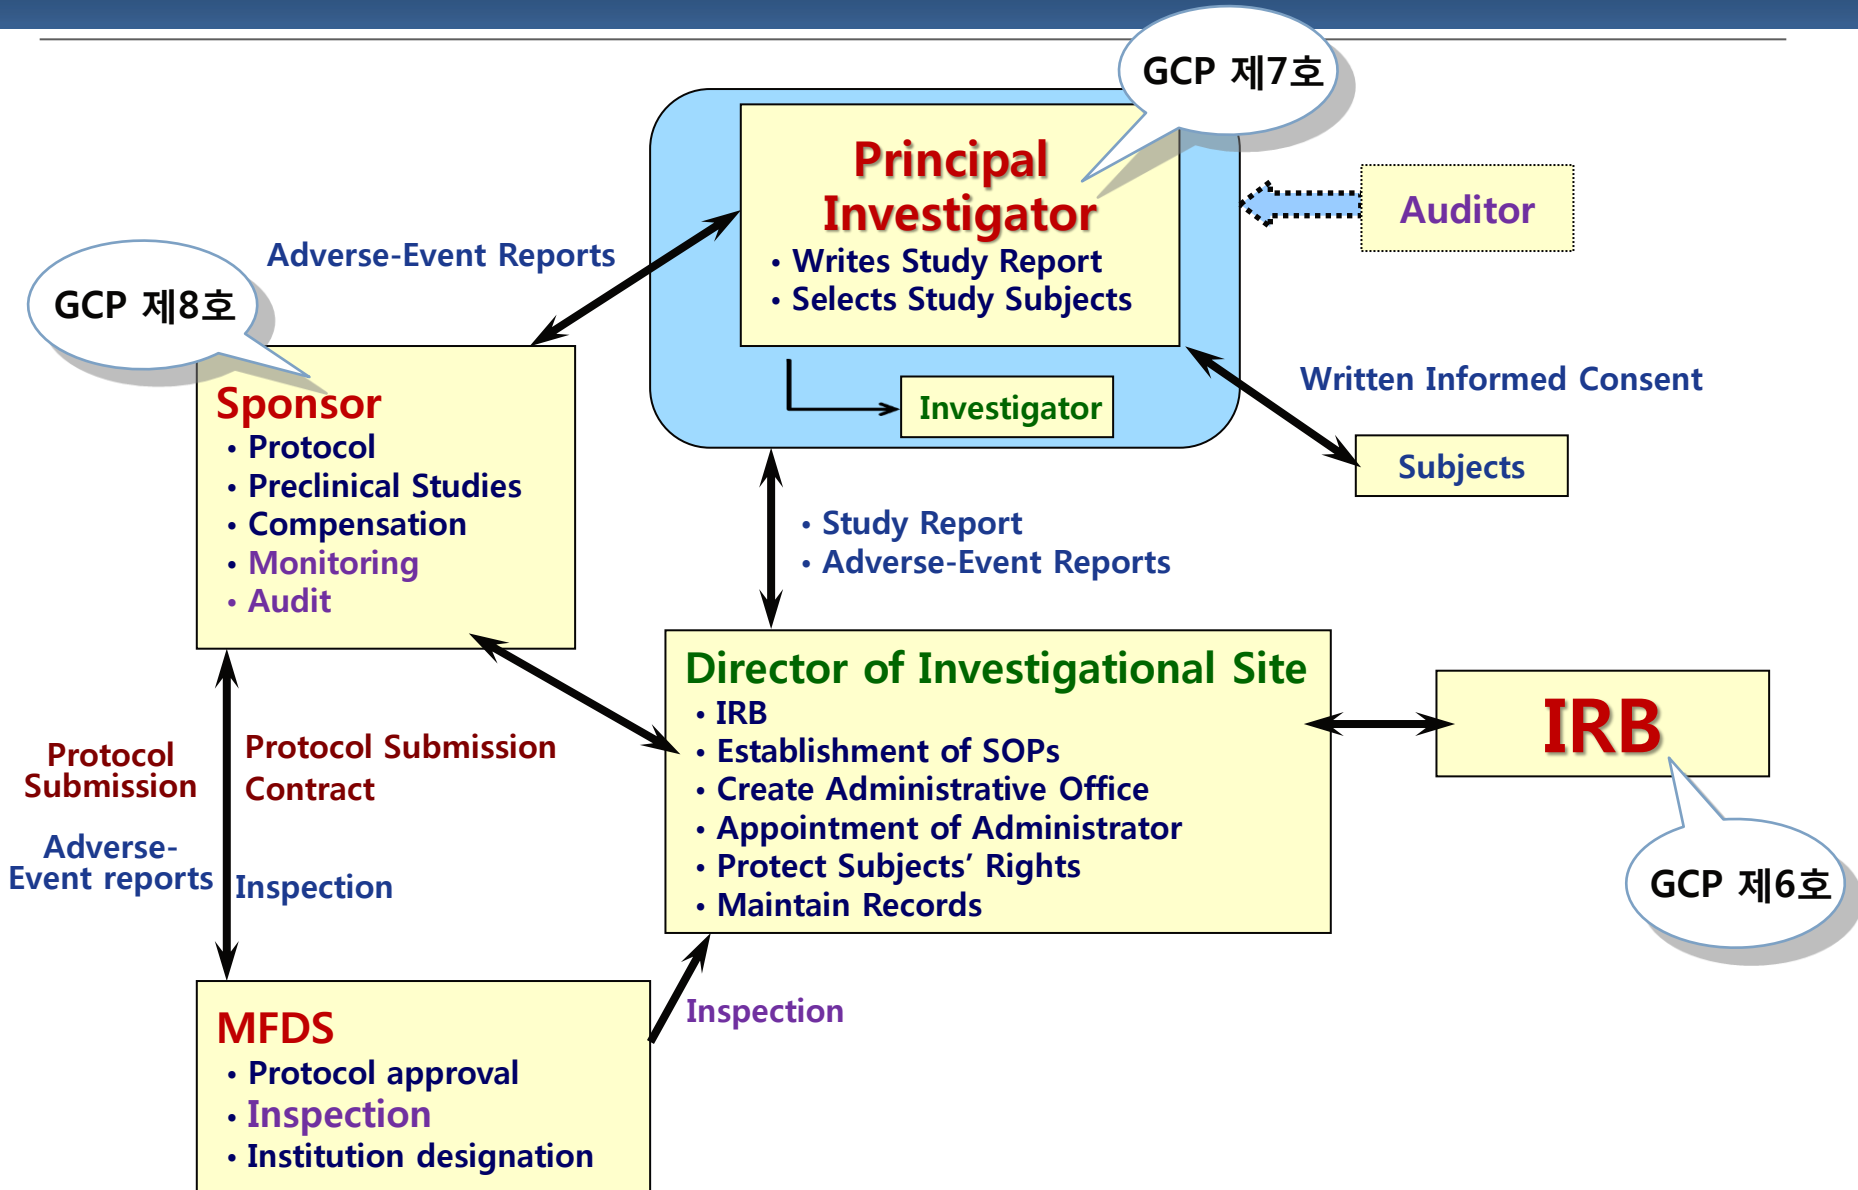 GCP 제7호
Principal
Investigator
• Writes Study Report
• Selects Study Subjects
Auditor
Adverse-Event Reports
GCP 제8호
Investigator
Written Informed Consent
Subjects
Sponsor
• Protocol
• Preclinical Studies
• Compensation
• Monitoring
• Audit
• Study Report
• Adverse-Event Reports
Director of Investigational Site
• IRB
• Establishment of SOPs
• Create Administrative Office
• Appointment of Administrator
• Protect Subjects’ Rights
• Maintain Records
IRB
GCP 제6호
Protocol
Submission
Adverse-
Event reports
Protocol Submission
Contract
Inspection
Inspection
MFDS
• Protocol approval
• Inspection
• Institution designation